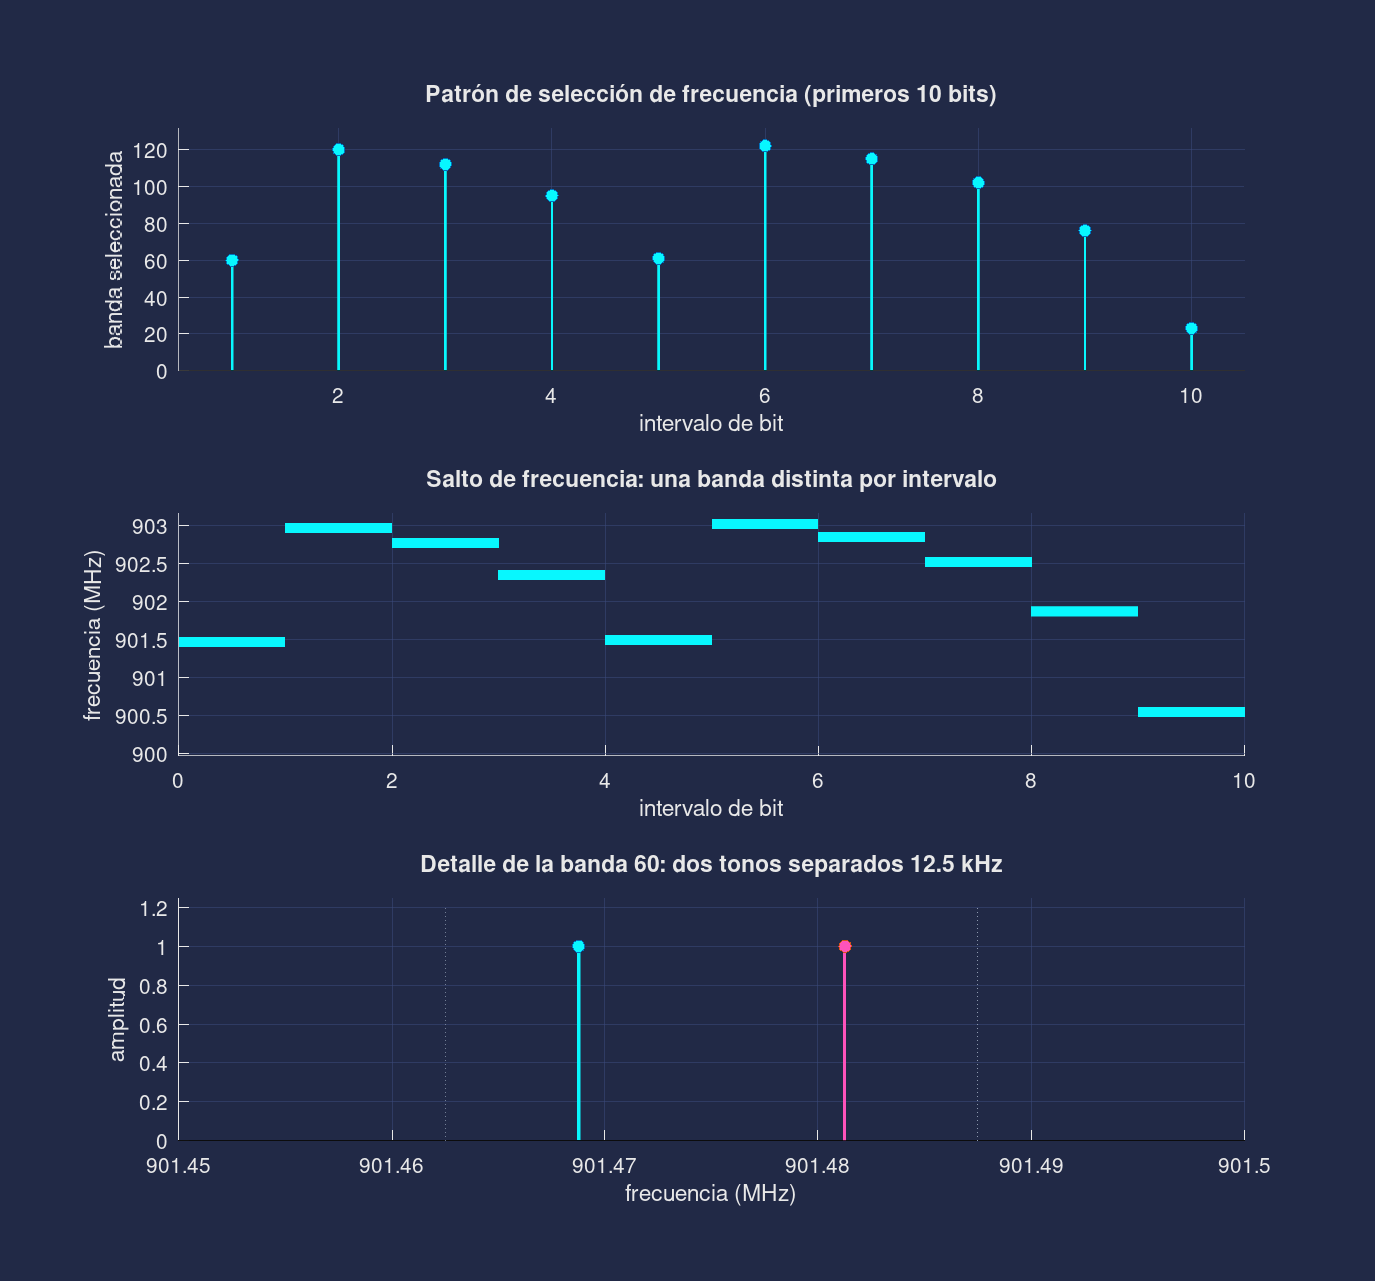 Patrón de selección de frecuencia (primeros 10 bits)
banda seleccionada
120
100
80
60
40
20
0
2 4 6 8 10
intervalo de bit
Salto de frecuencia: una banda distinta por intervalo
frecuencia (MHz)
903
902.5
902
901.5
901
900.5
900
0 2 4 6 8 10
intervalo de bit
Detalle de la banda 60: dos tonos separados 12.5 kHz
amplitud
1.2
1
0.8
0.6
0.4
0.2
0
901.45 901.46 901.47 901.48 901.49 901.5
frecuencia (MHz)